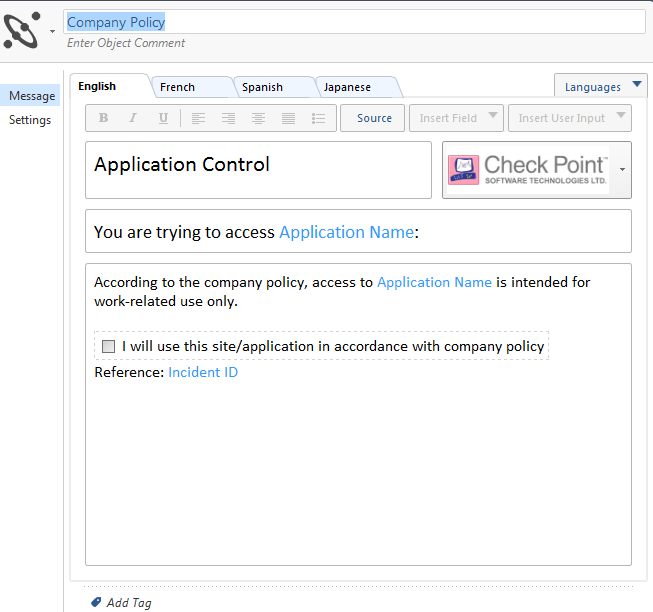 Company Policy
Enter Object Comment
Message
Settings
English French Spanish Japanese Languages
B I U Source Insert Field Insert User Input
Application Control
Check Point™
SOFTWARE TECHNOLOGIES LTD.
You are trying to access Application Name:
According to the company policy, access to Application Name is intended for
work-related use only.
I will use this site/application in accordance with company policy
Reference: Incident ID
Add Tag